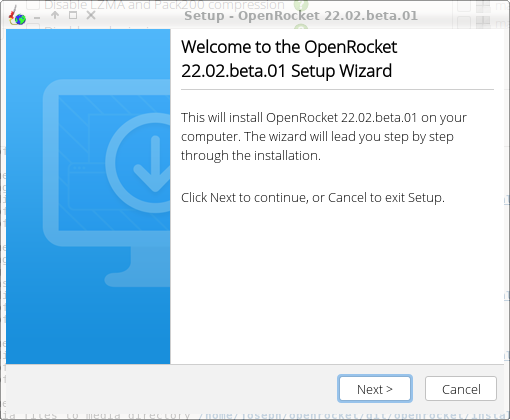 Disable LZMA and Pack200 compression
Setup - OpenRocket 22.02.beta.01
Welcome to the OpenRocket
22.02.beta.01 Setup Wizard
This will install OpenRocket 22.02.beta.01 on your
computer. The wizard will lead you step by step
through the installation.
Click Next to continue, or Cancel to exit Setup.
Next >
Cancel
files to media directory /home/joseph/openrocket/git/openrocket/insta